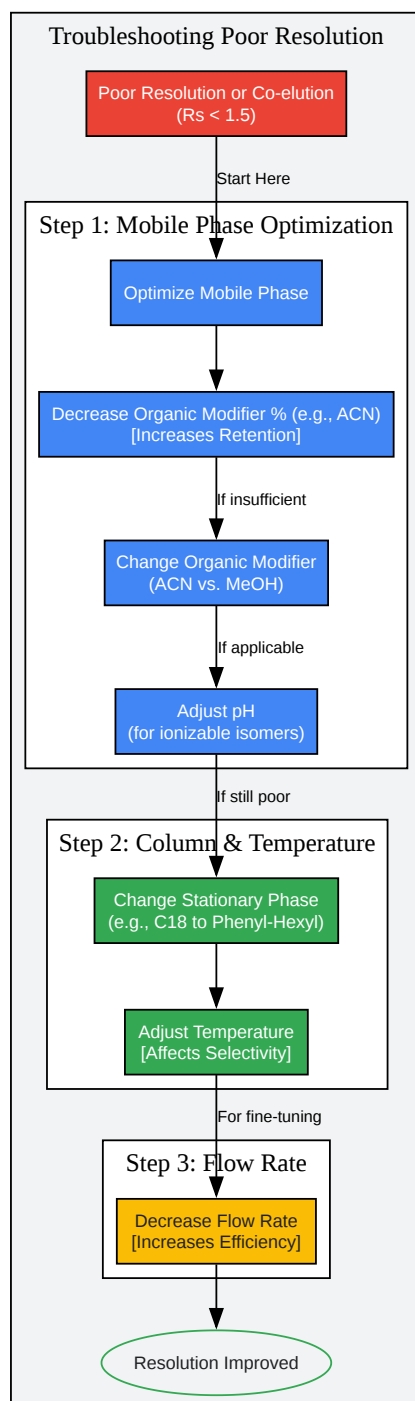 Troubleshooting Poor Resolution
Poor Resolution or Co-elution
(Rs < 1.5)
Start Here
Step 1: Mobile Phase Optimization
Optimize Mobile Phase
Decrease Organic Modifier % (e.g., ACN)
[Increases Retention]
If insufficient
Change Organic Modifier
(ACN vs. MeOH)
If applicable
Adjust pH
(for ionizable isomers)
If still poor
Step 2: Column & Temperature
Change Stationary Phase
(e.g., C18 to Phenyl-Hexyl)
Adjust Temperature
[Affects Selectivity]
For fine-tuning
Step 3: Flow Rate
Decrease Flow Rate
[Increases Efficiency]
Resolution Improved